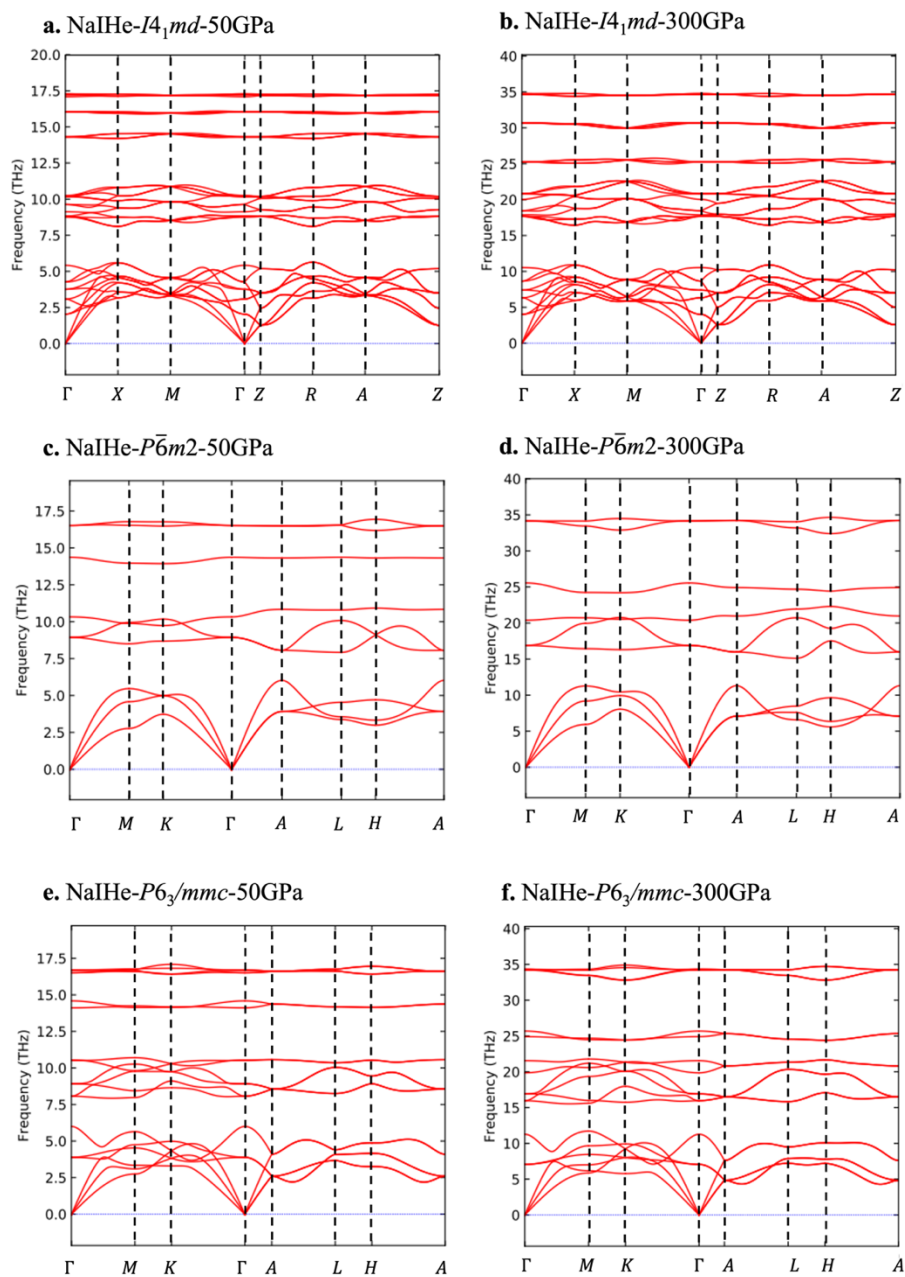 a. NaIHe-I4₁md-50GPa
20.0
17.5
15.0
12.5
10.0
7.5
5.0
2.5
0.0
Frequency (THz)
Γ X M Γ Z R A Z
b. NaIHe-I4₁md-300GPa
40
35
30
25
20
15
10
5
0
Frequency (THz)
Γ X M Γ Z R A Z
c. NaIHe-P6̅m2-50GPa
17.5
15.0
12.5
10.0
7.5
5.0
2.5
0.0
Frequency (THz)
Γ M K Γ A L H A
d. NaIHe-P6̅m2-300GPa
40
35
30
25
20
15
10
5
0
Frequency (THz)
Γ M K Γ A L H A
e. NaIHe-P6₃/mmc-50GPa
17.5
15.0
12.5
10.0
7.5
5.0
2.5
0.0
Frequency (THz)
Γ M K Γ A L H A
f. NaIHe-P6₃/mmc-300GPa
40
35
30
25
20
15
10
5
0
Frequency (THz)
Γ M K Γ A L H A